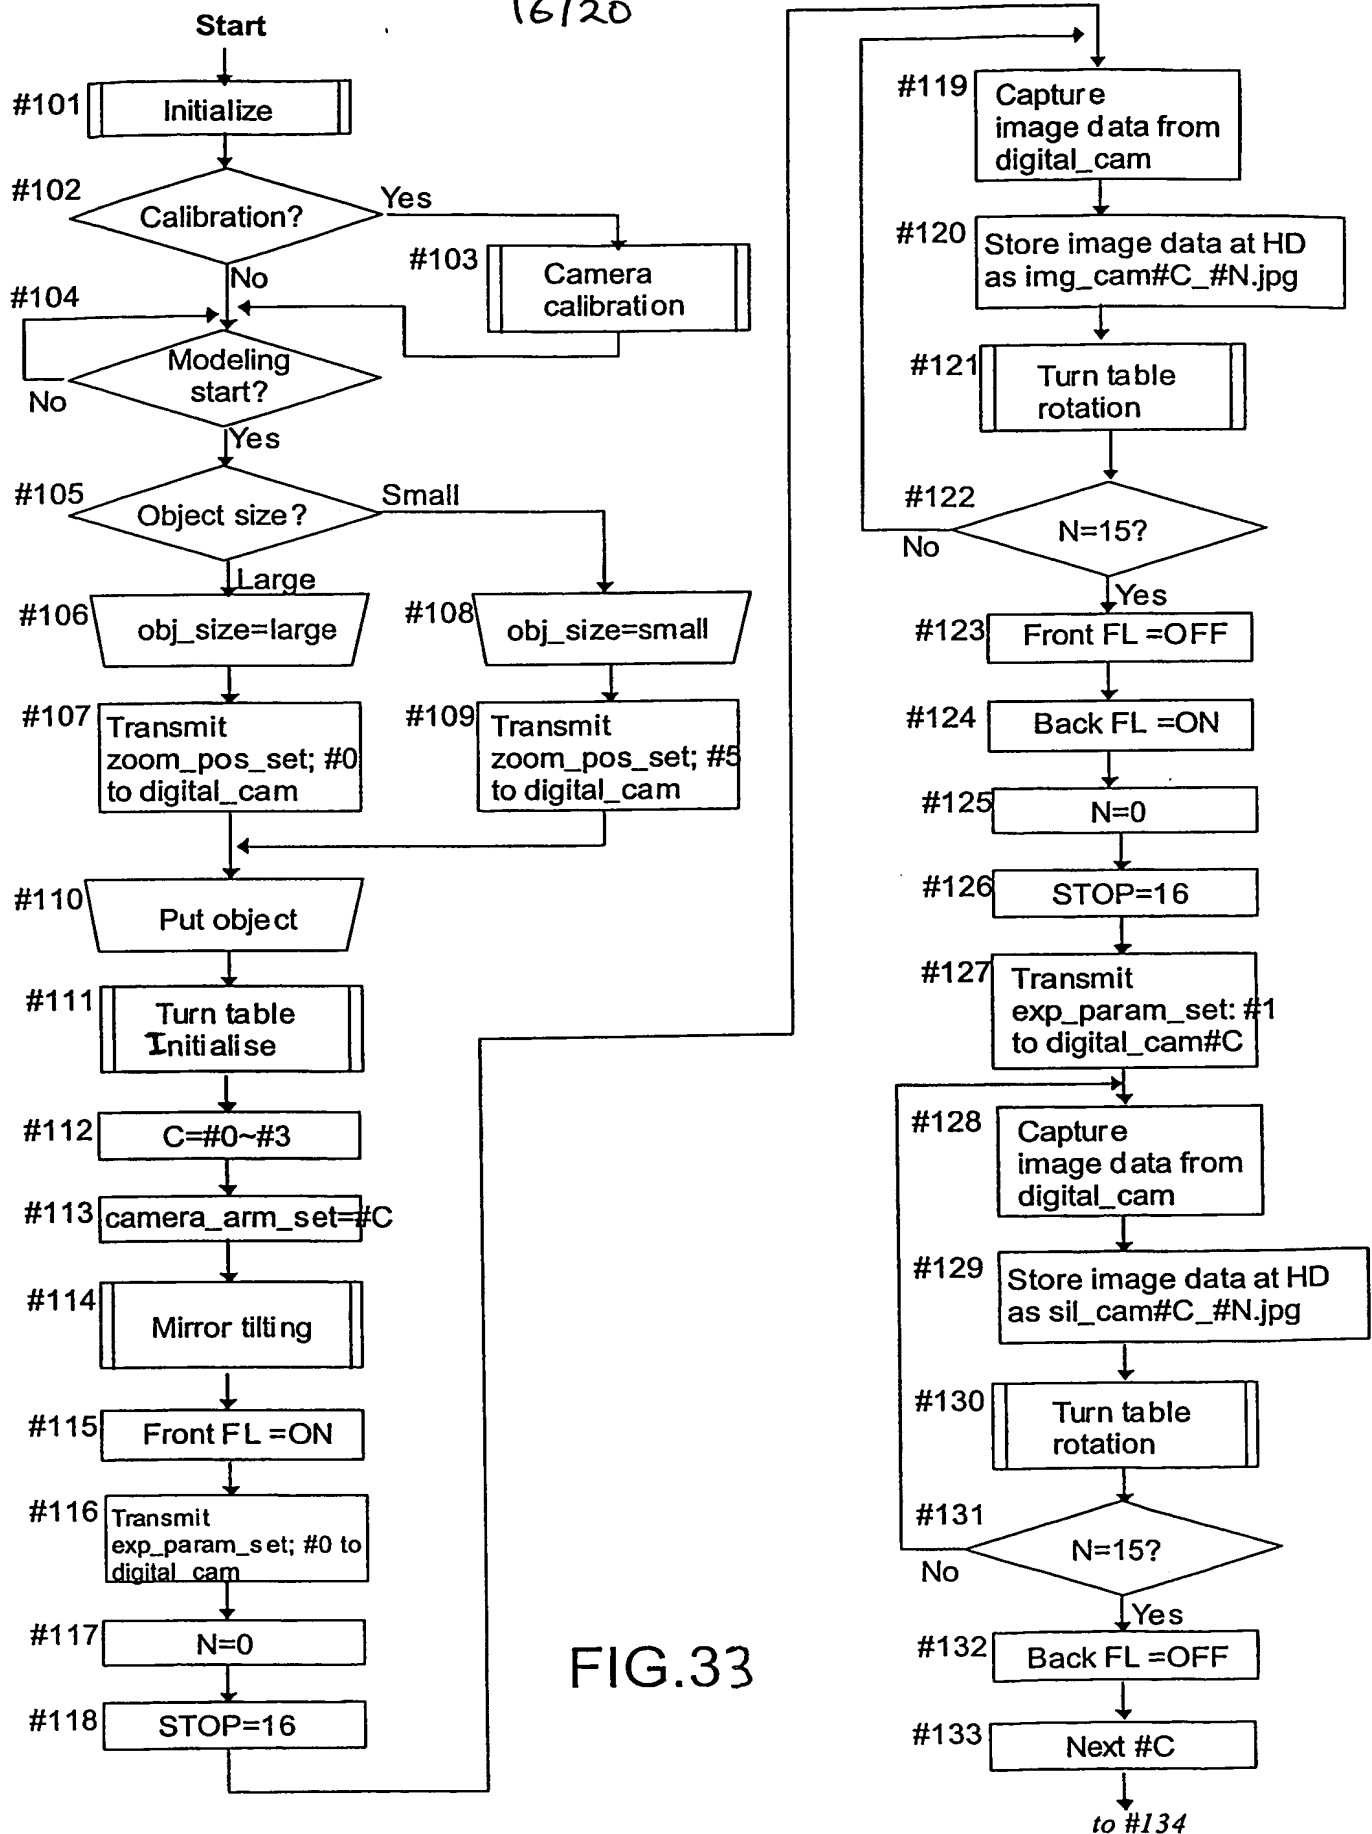 16/20
Start
#101
Initialize
#102
Calibration?
Yes
No
#103
Camera
calibration
#104
Modeling
start?
No
Yes
#105
Object size?
Small
Large
#106
obj_size=large
#108
obj_size=small
#107
Transmit
zoom_pos_set; #0
to digital_cam
#109
Transmit
zoom_pos_set; #5
to digital_cam
#110
Put object
#111
Turn table
Initialise
#112
C=#0~#3
#113
camera_arm_set=#C
#114
Mirror tilting
#115
Front FL =ON
#116
Transmit
exp_param_set; #0 to
digital_cam
#117
N=0
#118
STOP=16
#119
Capture
image data from
digital_cam
#120
Store image data at HD
as img_cam#C_#N.jpg
#121
Turn table
rotation
#122
N=15?
No
Yes
#123
Front FL =OFF
#124
Back FL =ON
#125
N=0
#126
STOP=16
#127
Transmit
exp_param_set: #1
to digital_cam#C
#128
Capture
image data from
digital_cam
#129
Store image data at HD
as sil_cam#C_#N.jpg
#130
Turn table
rotation
#131
N=15?
No
Yes
#132
Back FL =OFF
#133
Next #C
to #134
FIG.33